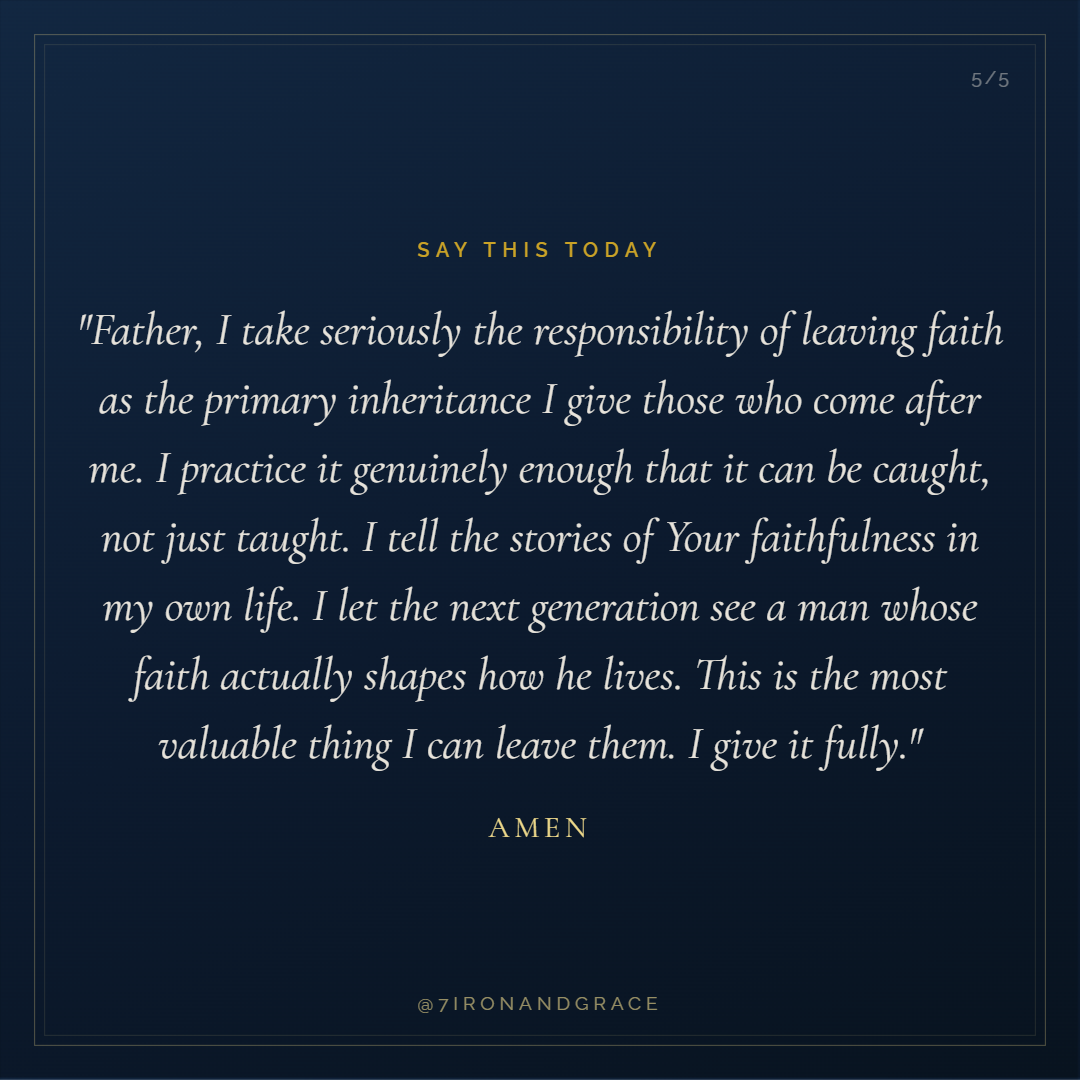 5/5
SAY THIS TODAY
"Father, I take seriously the responsibility of leaving faith
as the primary inheritance I give those who come after
me. I practice it genuinely enough that it can be caught,
not just taught. I tell the stories of Your faithfulness in
my own life. I let the next generation see a man whose
faith actually shapes how he lives. This is the most
valuable thing I can leave them. I give it fully."
AMEN
@7IRONANDGRACE